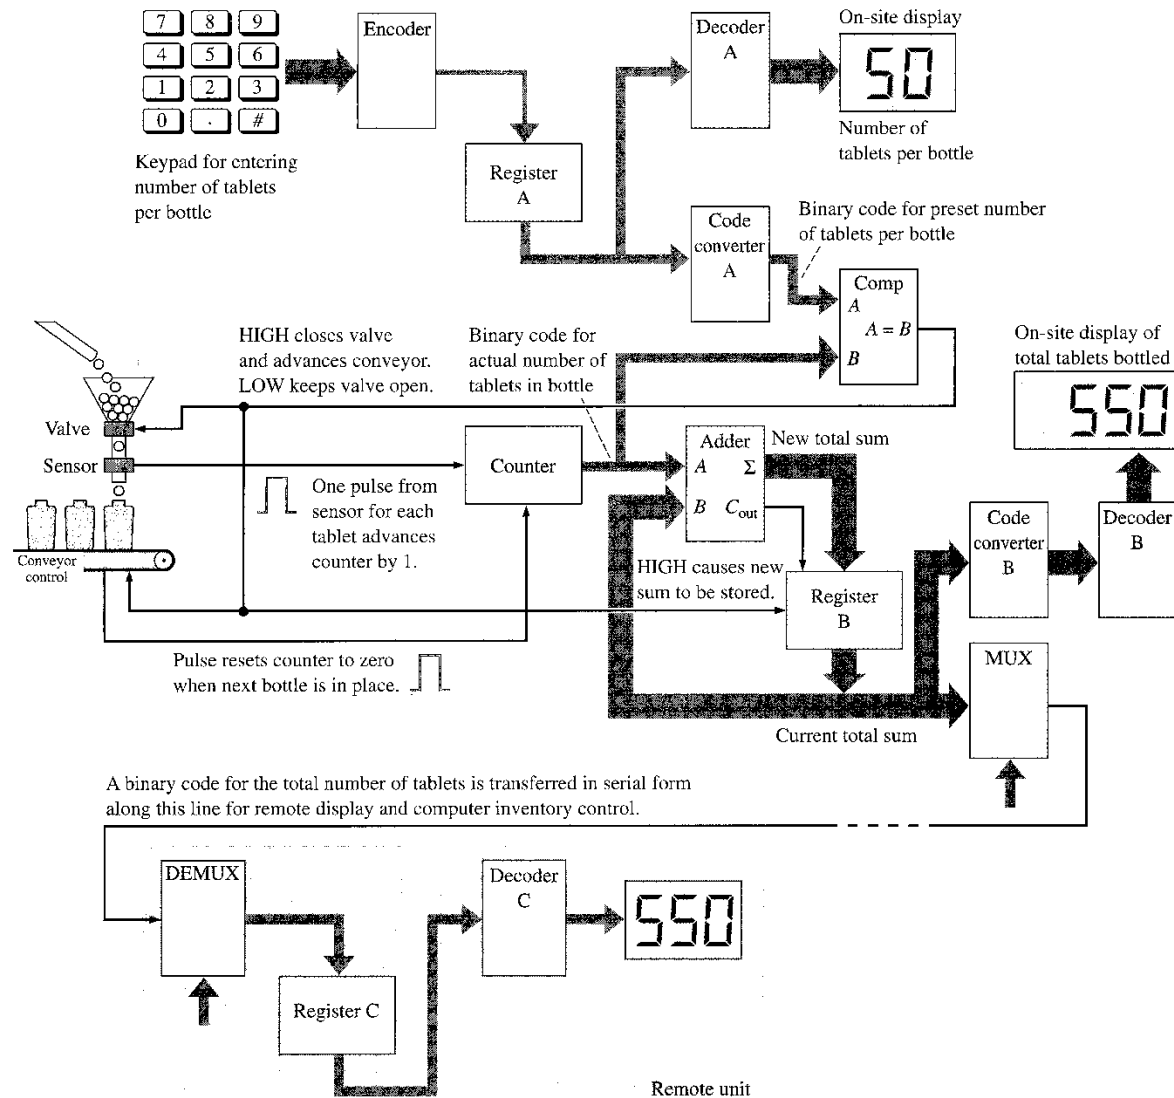 7 8 9
4 5 6
1 2 3
0 . #
Keypad for entering
number of tablets
per bottle
Encoder
Register
A
Decoder
A
On-site display
50
Number of
tablets per bottle
Code
converter
A
Binary code for preset number
of tablets per bottle
Comp
A
A = B
B
HIGH closes valve
and advances conveyor.
LOW keeps valve open.
Binary code for
actual number of
tablets in bottle
On-site display of
total tablets bottled
550
Valve
Sensor
Counter
Adder
A Σ
B Cout
New total sum
One pulse from
sensor for each
tablet advances
counter by 1.
Conveyor
control
HIGH causes new
sum to be stored.
Register
B
Code
converter
B
Decoder
B
Pulse resets counter to zero
when next bottle is in place.
MUX
Current total sum
A binary code for the total number of tablets is transferred in serial form
along this line for remote display and computer inventory control.
DEMUX
Register C
Decoder
C
550
Remote unit